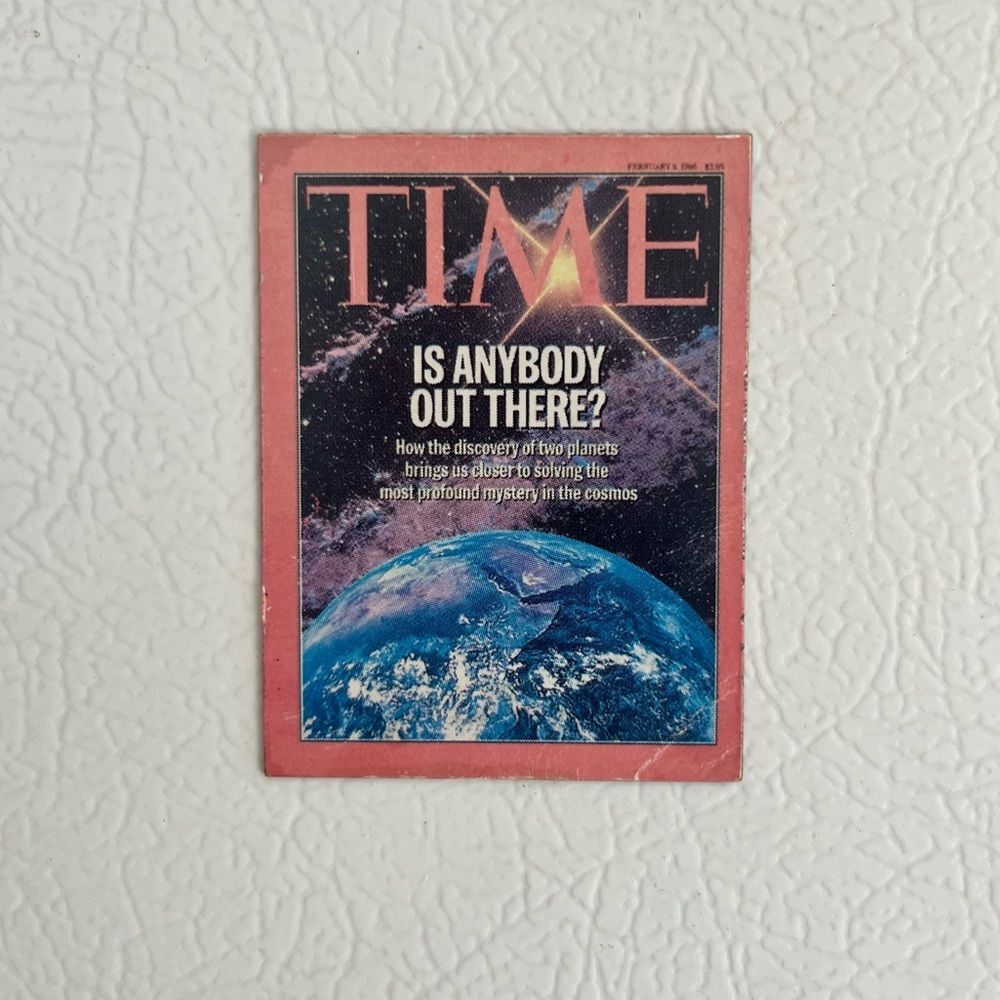 FEBRUARY 5, 1996 $2.95
TIME
IS ANYBODY
OUT THERE?
How the discovery of two planets
brings us closer to solving the
most profound mystery in the cosmos